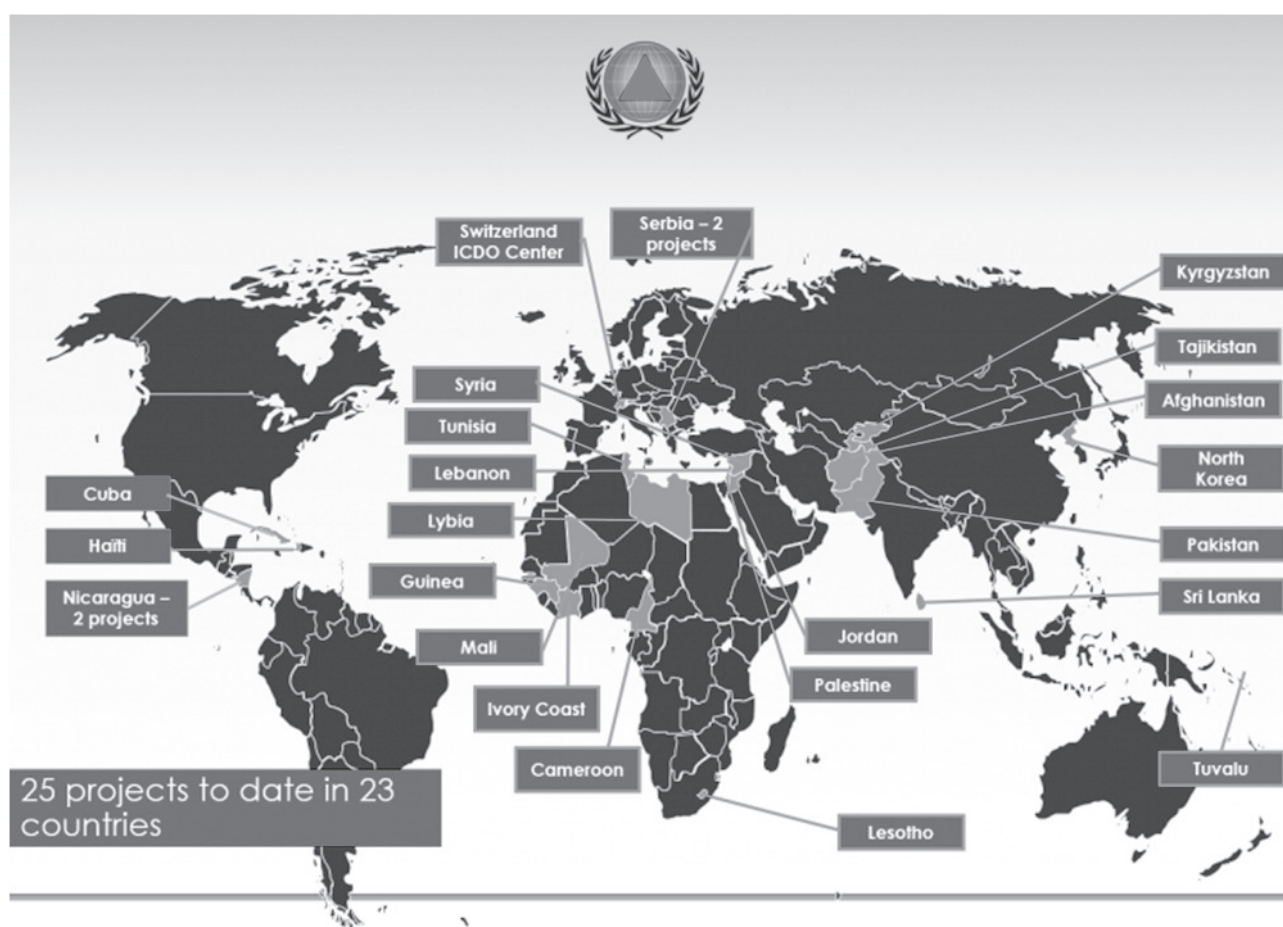 Switzerland
ICDO Center
Serbia – 2
projects
Kyrgyzstan
Tajikistan
Syria
Afghanistan
Tunisia
Lebanon
North
Korea
Cuba
Lybia
Haïti
Pakistan
Guinea
Nicaragua –
2 projects
Sri Lanka
Mali
Jordan
Palestine
Ivory Coast
Cameroon
Tuvalu
25 projects to date in 23
countries
Lesotho